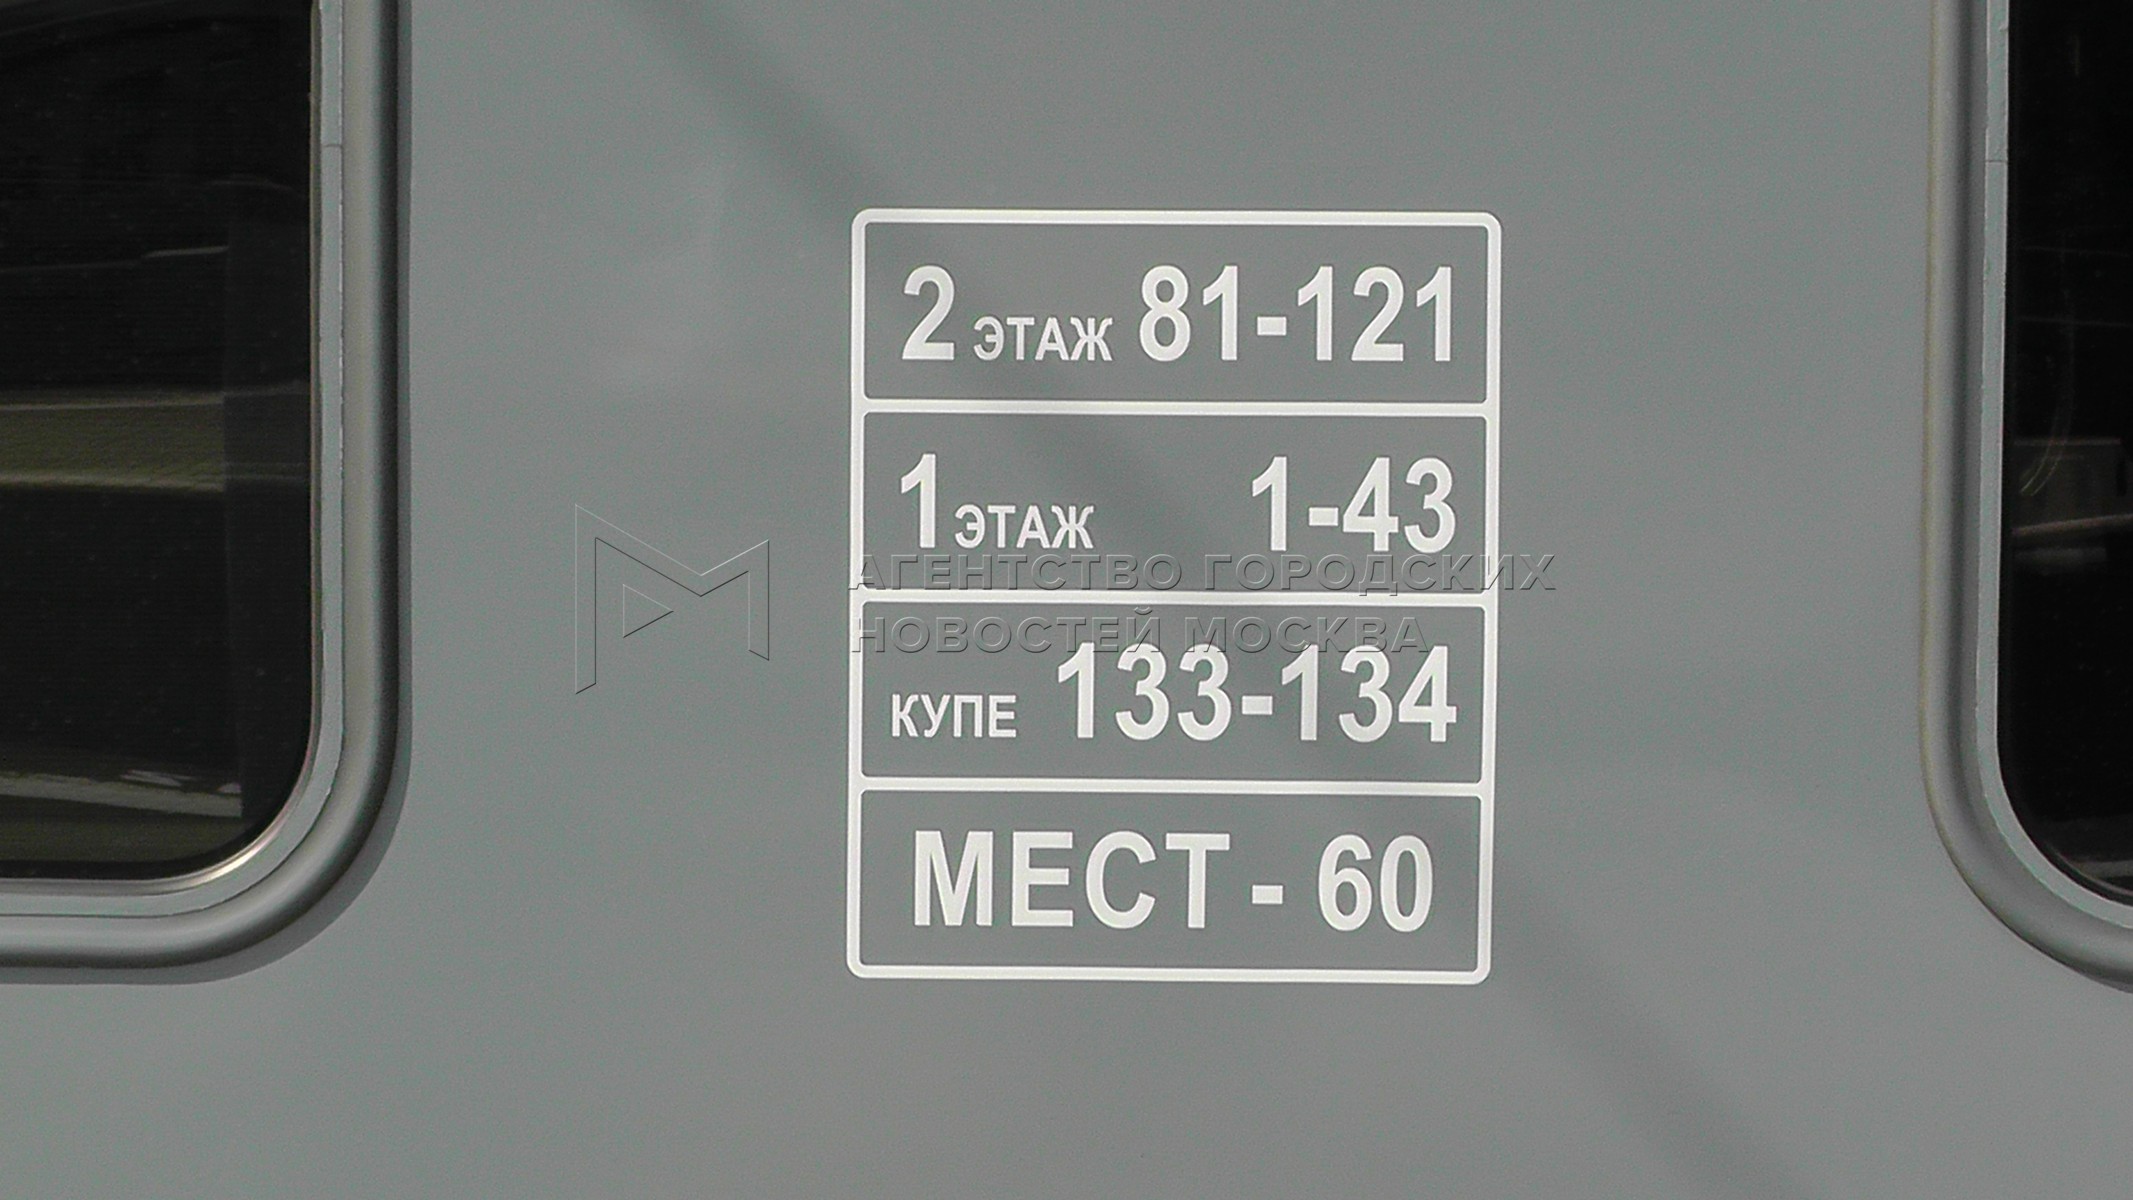 2 ЭТАЖ 81-121
1 ЭТАЖ 1-43
АГЕНТСТВО ГОРОДСКИХ
НОВОСТЕЙ МОСКВА
КУПЕ 133-134
МЕСТ - 60